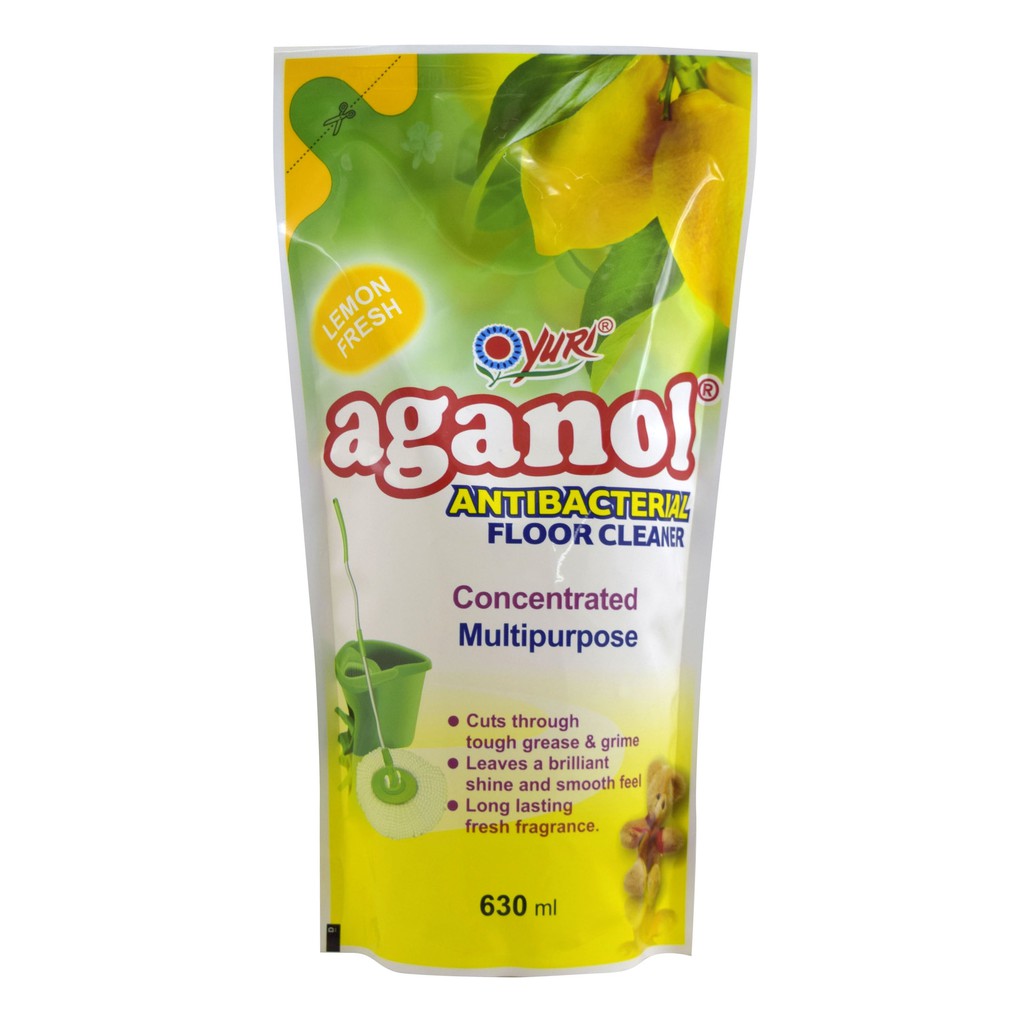 LEMON
FRESH
YURI®
aganol®
ANTIBACTERIAL
FLOOR CLEANER
Concentrated
Multipurpose
● Cuts through
tough grease & grime
● Leaves a brilliant
shine and smooth feel
● Long lasting
fresh fragrance.
630 ml